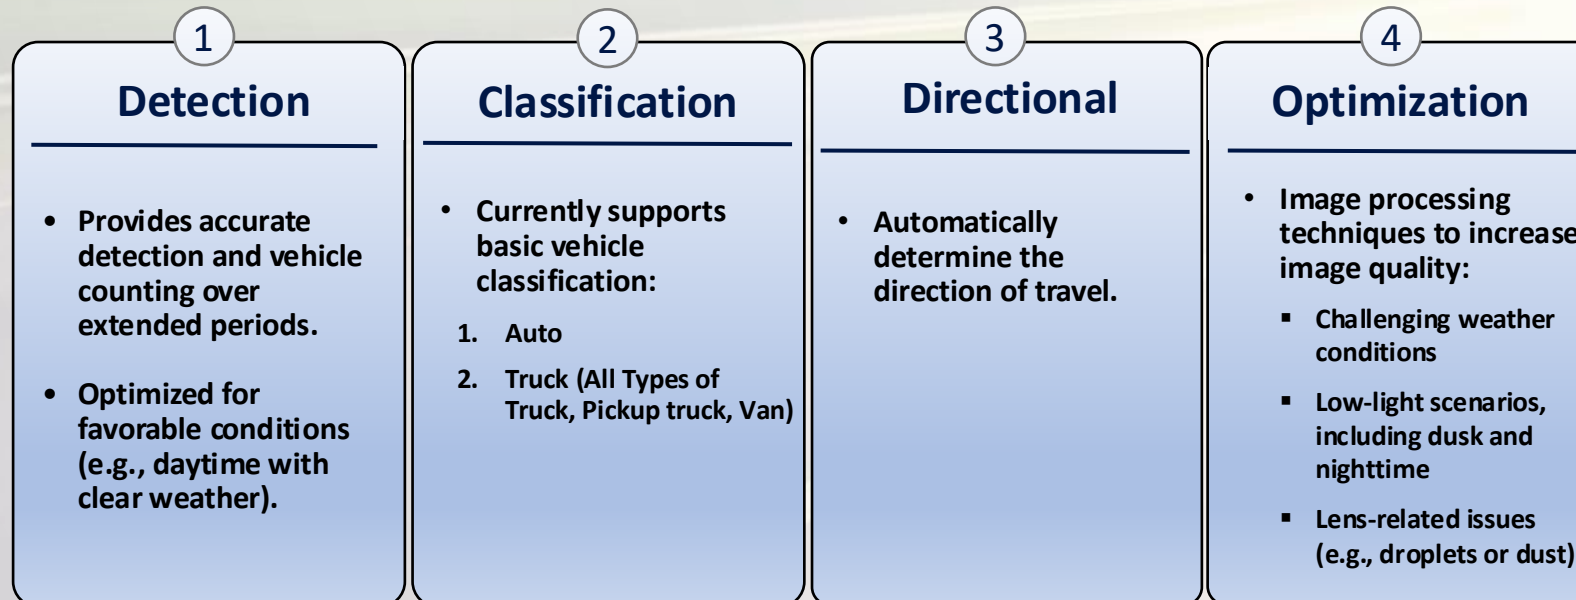 1
Detection
• Provides accurate
detection and vehicle
counting over
extended periods.
• Optimized for
favorable conditions
(e.g., daytime with
clear weather).
2
Classification
• Currently supports
basic vehicle
classification:
1. Auto
2. Truck (All Types of
Truck, Pickup truck, Van)
3
Directional
• Automatically
determine the
direction of travel.
4
Optimization
• Image processing
techniques to increase
image quality:
▪ Challenging weather
conditions
▪ Low-light scenarios,
including dusk and
nighttime
▪ Lens-related issues
(e.g., droplets or dust)